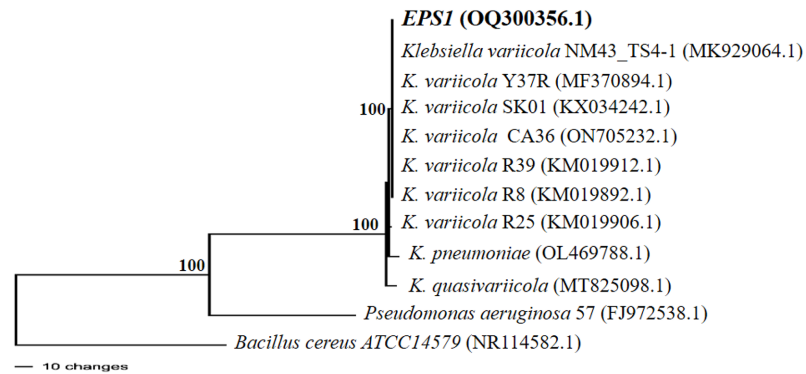 EPS1 (OQ300356.1)
Klebsiella variicola NM43_TS4-1 (MK929064.1)
K. variicola Y37R (MF370894.1)
100
K. variicola SK01 (KX034242.1)
K. variicola CA36 (ON705232.1)
K. variicola R39 (KM019912.1)
K. variicola R8 (KM019892.1)
100
K. variicola R25 (KM019906.1)
K. pneumoniae (OL469788.1)
100
K. quasivariicola (MT825098.1)
Pseudomonas aeruginosa 57 (FJ972538.1)
Bacillus cereus ATCC14579 (NR114582.1)
10 changes